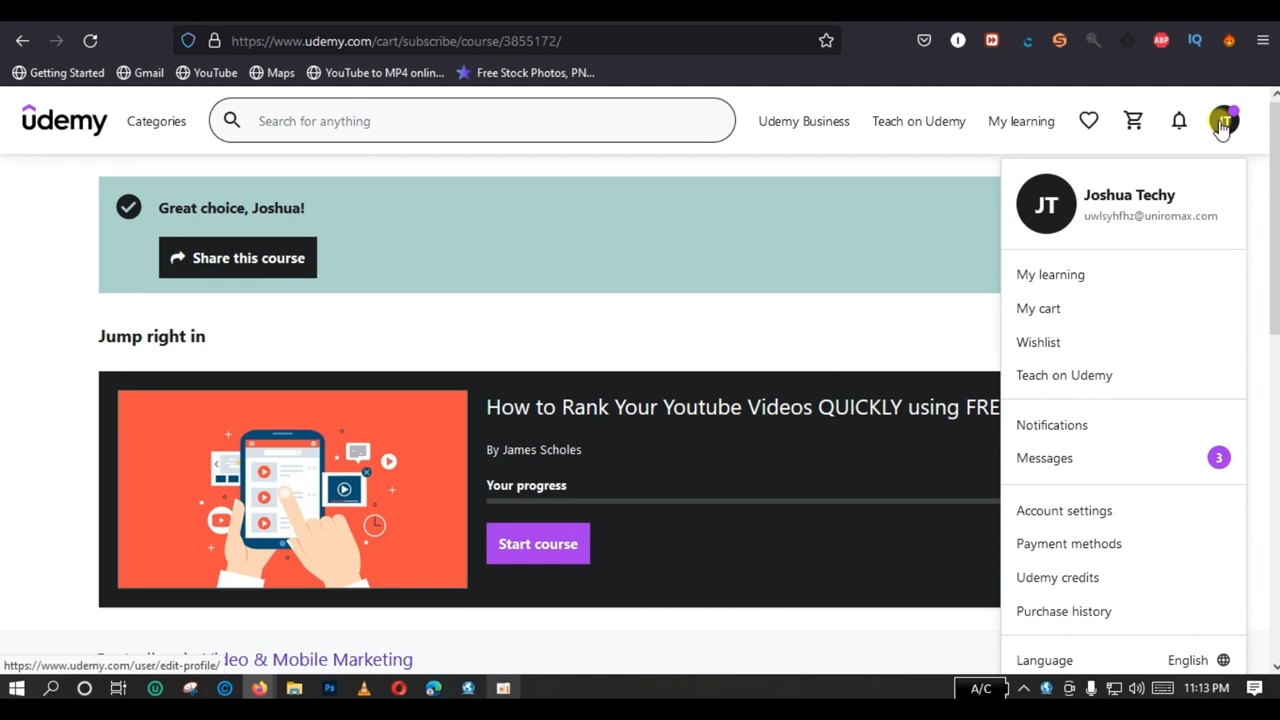 https://www.udemy.com/cart/subscribe/course/3855172/
Getting Started
Gmail
YouTube
Maps
YouTube to MP4 onlin...
Free Stock Photos, PN...
ABP
IQ
udemy
Categories
Search for anything
Udemy Business
Teach on Udemy
My learning
Great choice, Joshua!
Share this course
JT
Joshua Techy
uwlsyhfhz@uniromax.com
My learning
My cart
Wishlist
Teach on Udemy
Notifications
Messages
3
Account settings
Payment methods
Udemy credits
Purchase history
Language
English
Jump right in
How to Rank Your Youtube Videos QUICKLY using FREE
By James Scholes
Your progress
Start course
deo & Mobile Marketing
https://www.udemy.com/user/edit-profile/
Ps
A/C
11:13 PM